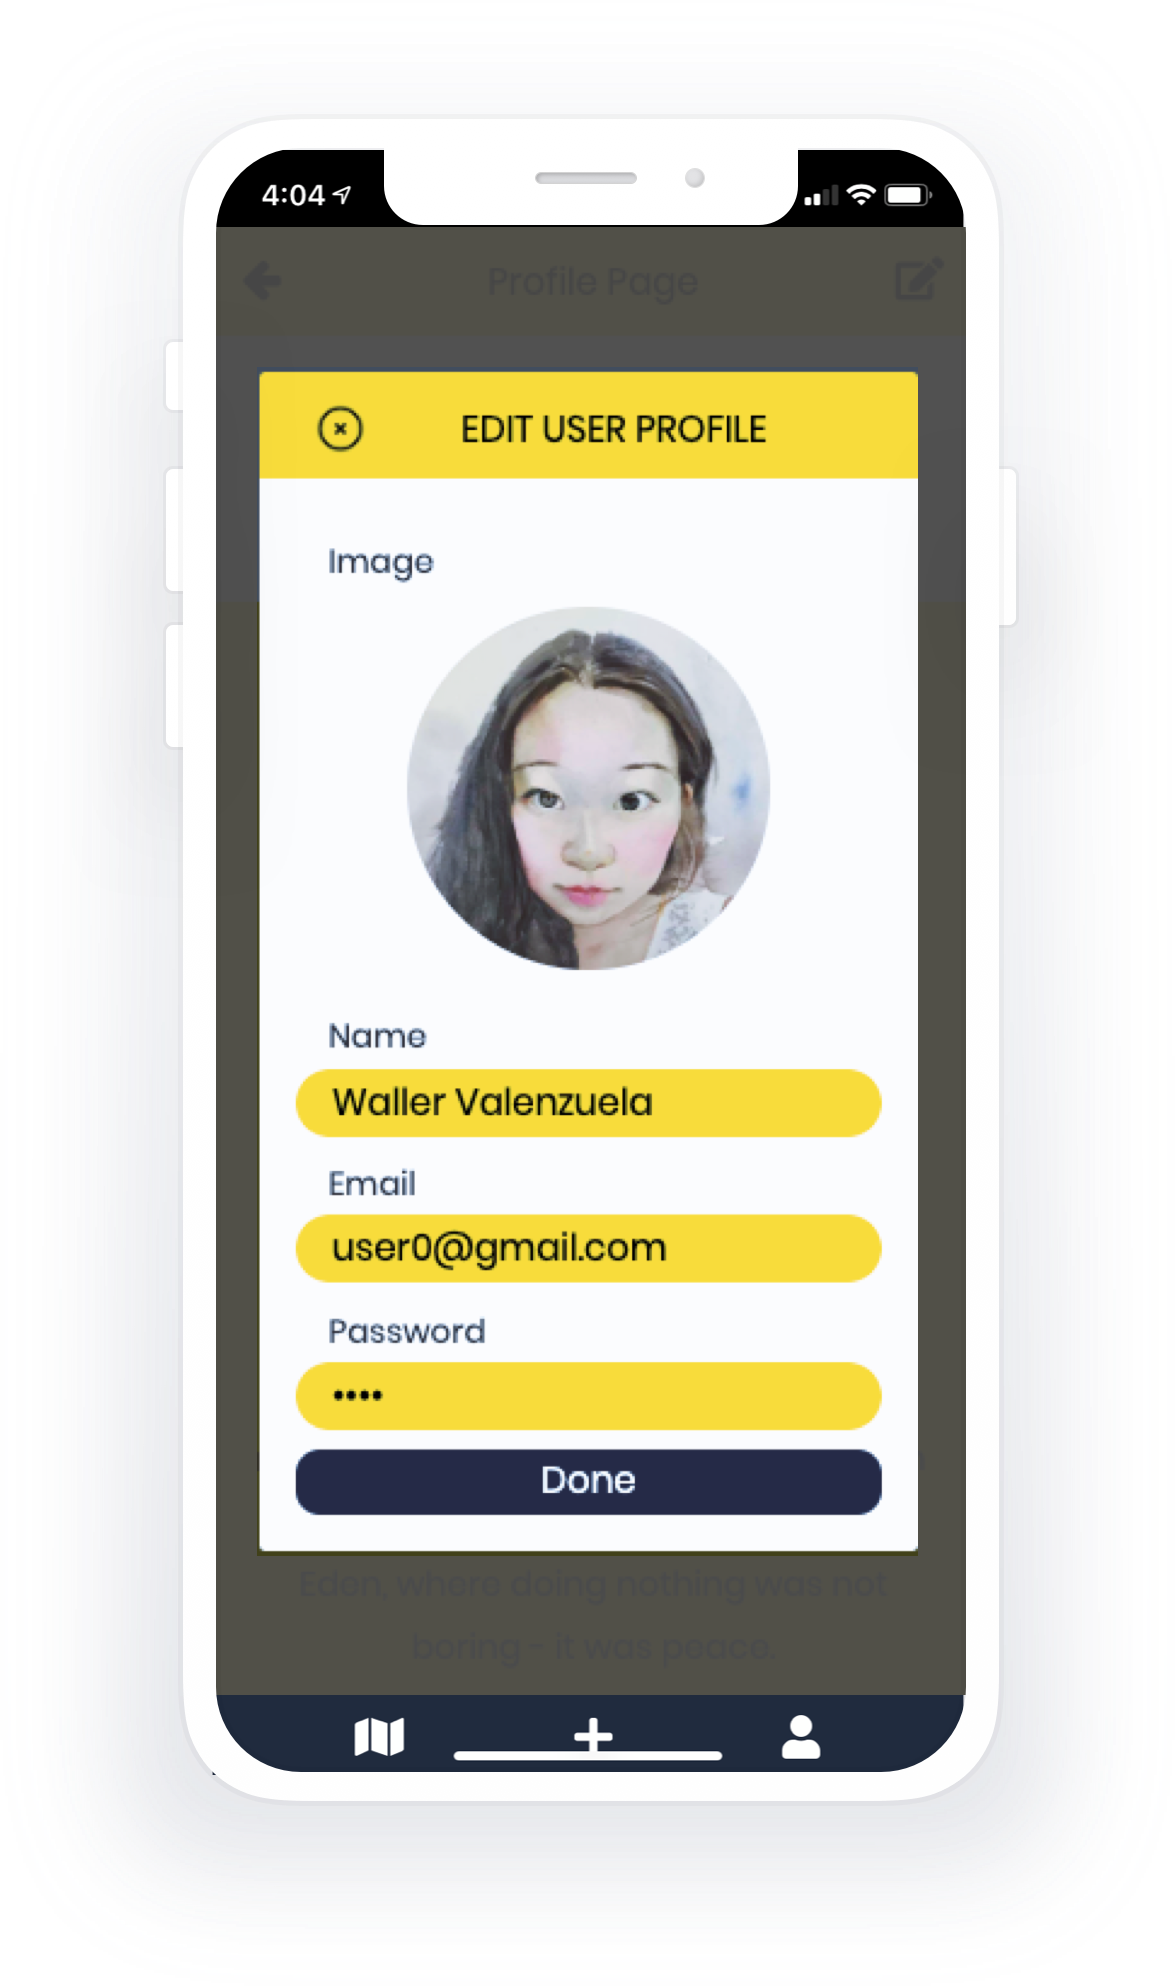 4:04
Profile Page
EDIT USER PROFILE
Image
Name
Waller Valenzuela
Email
user0@gmail.com
Password
••••
Done
Eden, where doing nothing was not
boring - it was peace.